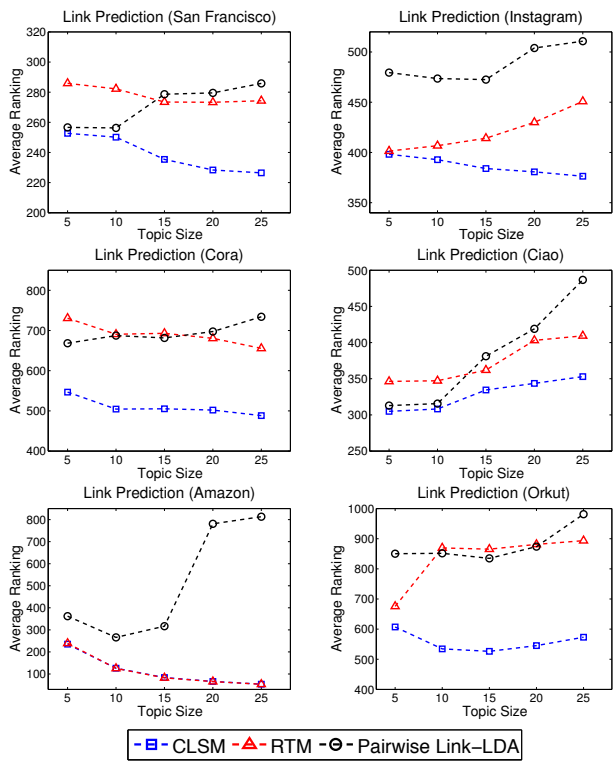 Link Prediction (San Francisco)
320
300
280
260
240
220
200
Average Ranking
5 10 15 20 25
Topic Size
Link Prediction (Instagram)
500
450
400
350
Average Ranking
5 10 15 20 25
Topic Size
Link Prediction (Cora)
800
700
600
500
400
Average Ranking
5 10 15 20 25
Topic Size
Link Prediction (Ciao)
500
450
400
350
300
250
Average Ranking
5 10 15 20 25
Topic Size
Link Prediction (Amazon)
800
700
600
500
400
300
200
100
Average Ranking
5 10 15 20 25
Topic Size
Link Prediction (Orkut)
1000
900
800
700
600
500
400
Average Ranking
5 10 15 20 25
Topic Size
CLSM RTM Pairwise Link-LDA